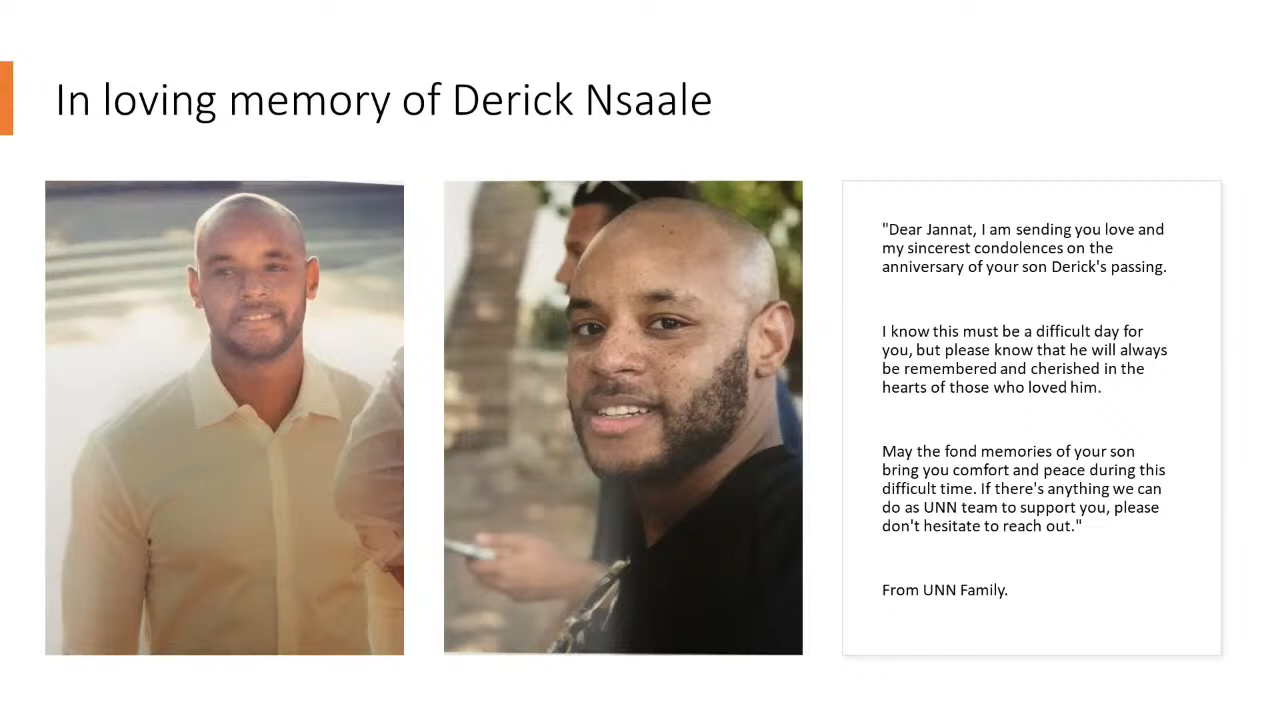 In loving memory of Derick Nsaale
"Dear Jannat, I am sending you love and
my sincerest condolences on the
anniversary of your son Derick's passing.
I know this must be a difficult day for
you, but please know that he will always
be remembered and cherished in the
hearts of those who loved him.
May the fond memories of your son
bring you comfort and peace during this
difficult time. If there's anything we can
do as UNN team to support you, please
don't hesitate to reach out."
From UNN Family.